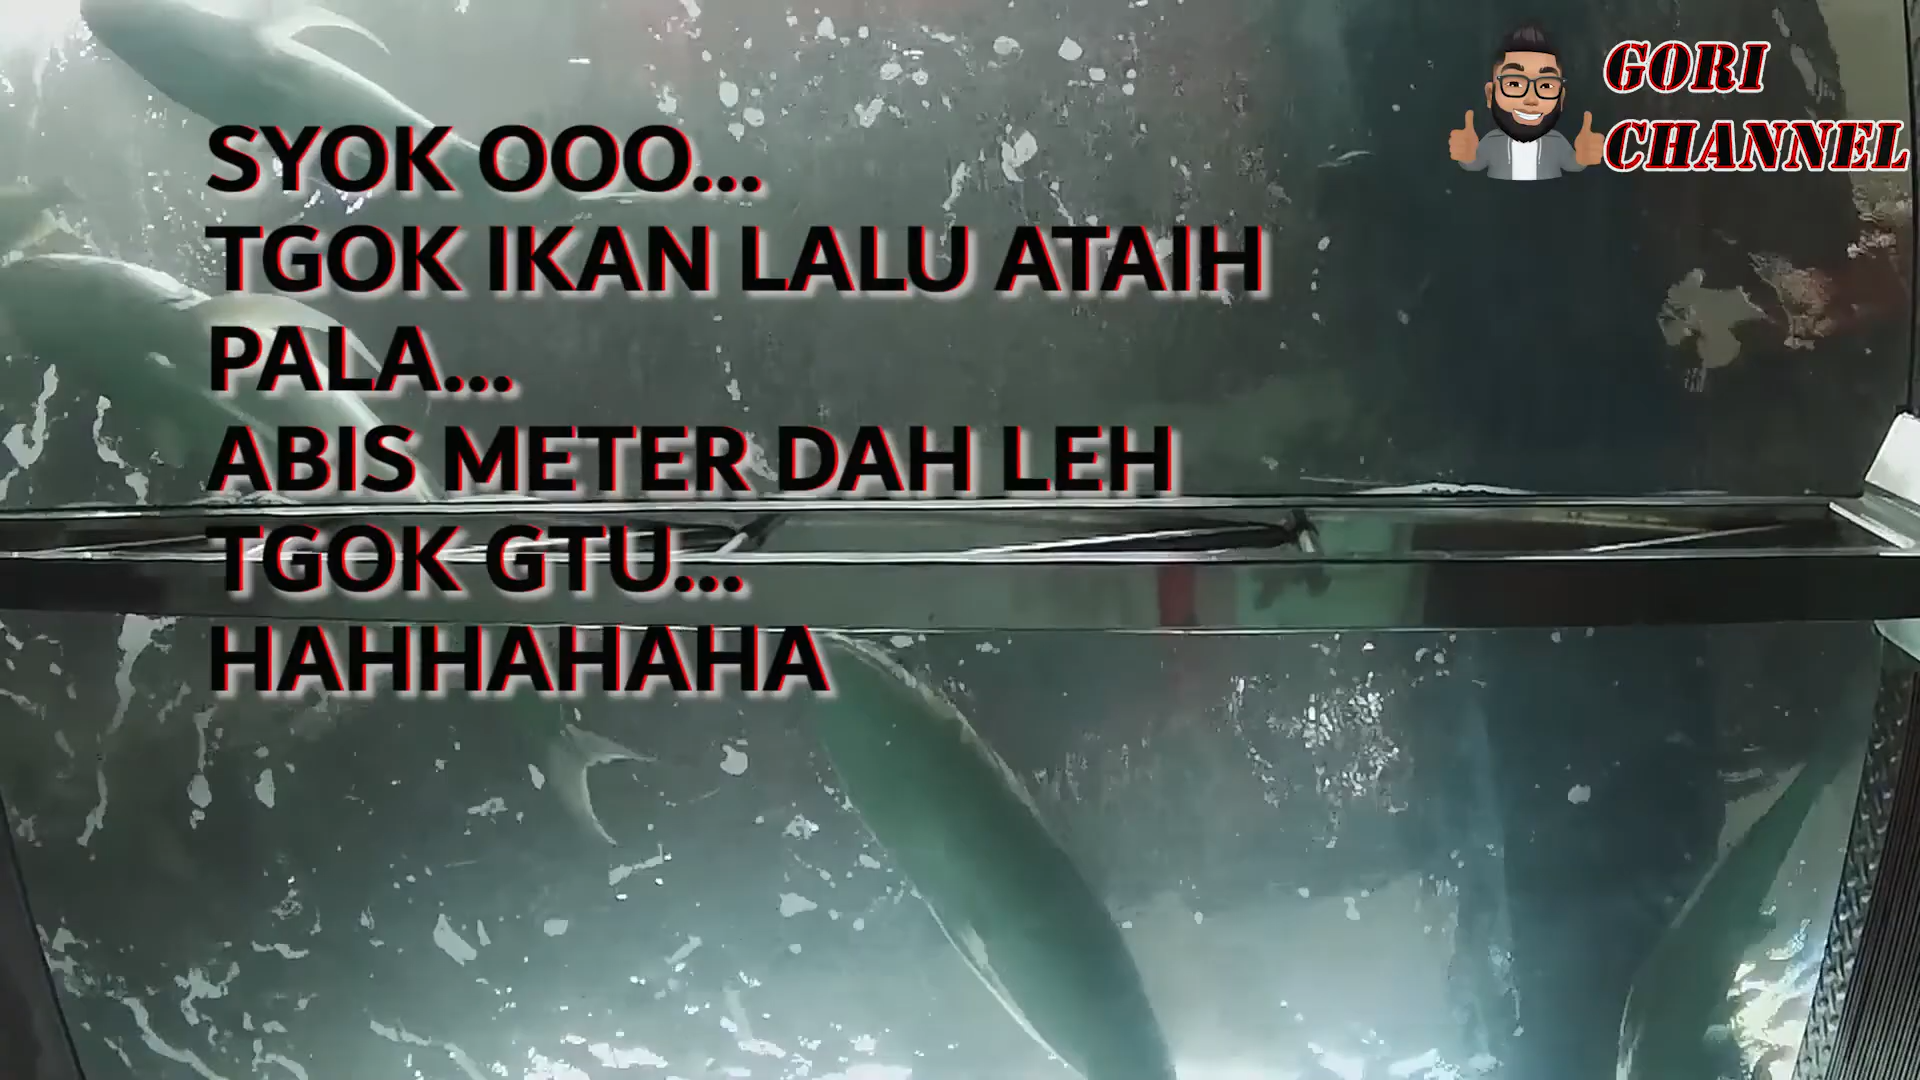 SYOK OOO...
TGOK IKAN LALU ATAIH
PALA...
ABIS METER DAH LEH
TGOK GTU...
HAHHAHAHA
GORI
CHANNEL